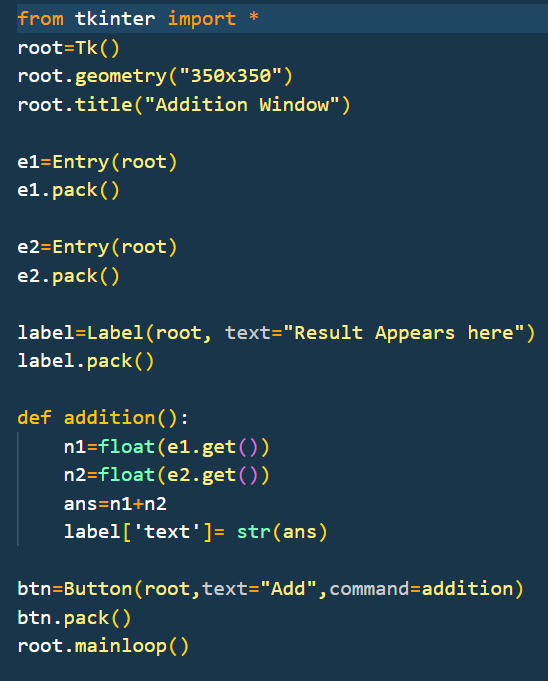 from tkinter import *
root=Tk()
root.geometry("350x350")
root.title("Addition Window")

e1=Entry(root)
e1.pack()

e2=Entry(root)
e2.pack()

label=Label(root, text="Result Appears here")
label.pack()

def addition():
    n1=float(e1.get())
    n2=float(e2.get())
    ans=n1+n2
    label['text']= str(ans)

btn=Button(root,text="Add",command=addition)
btn.pack()
root.mainloop()